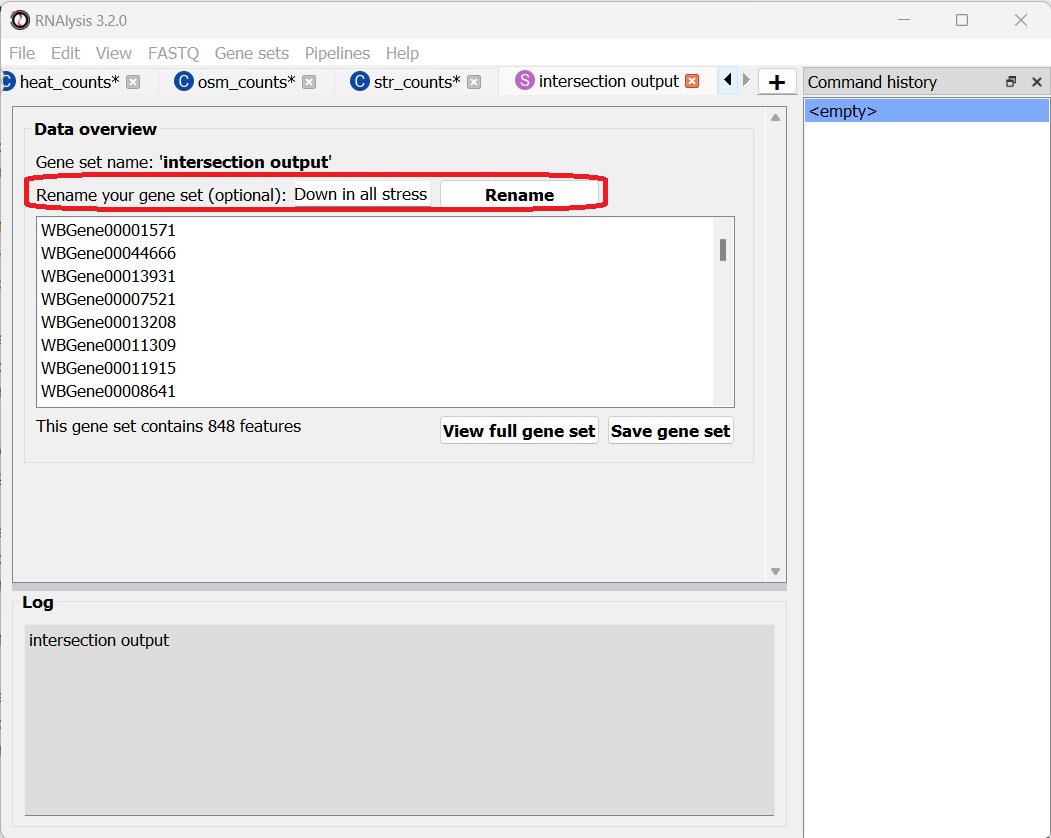 RNAlysis 3.2.0
File Edit View FASTQ Gene sets Pipelines Help
C heat_counts* C osm_counts* C str_counts* S intersection output +
Command history
<empty>
Data overview
Gene set name: 'intersection output'
Rename your gene set (optional): Down in all stress Rename
WBGene00001571
WBGene00044666
WBGene00013931
WBGene00007521
WBGene00013208
WBGene00011309
WBGene00011915
WBGene00008641
This gene set contains 848 features View full gene set Save gene set
Log
intersection output